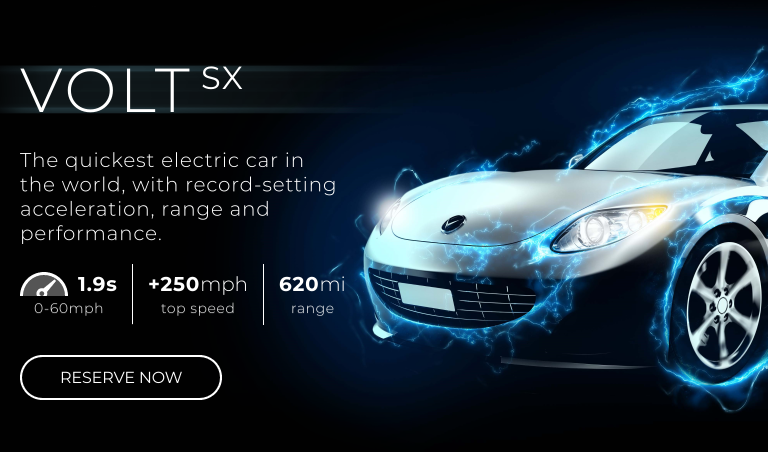 VOLT SX
The quickest electric car in
the world, with record-setting
acceleration, range and
performance.
1.9s +250mph 620mi
0-60mph top speed range
RESERVE NOW